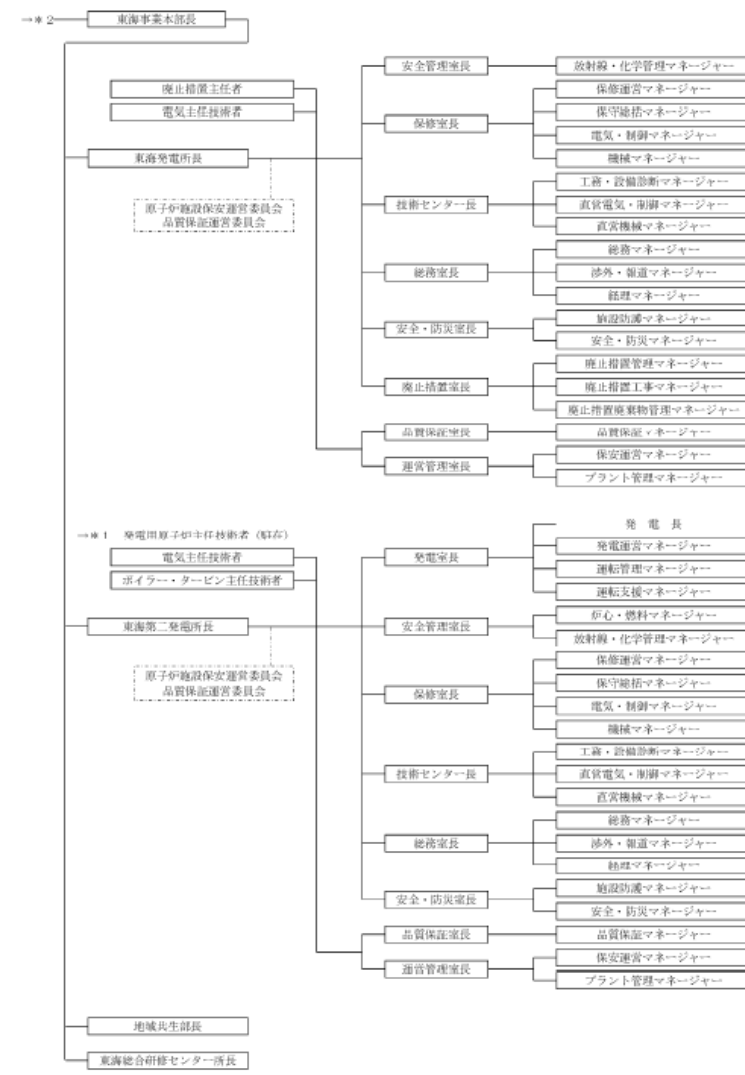 →※2
東海事業本部長
安全管理室長
放射線・化学管理マネージャー
廃止措置主任者
保修運営マネージャー
電気主任技術者
保守総括マネージャー
保修室長
電気・制御マネージャー
東海発電所長
機械マネージャー
工務・設備診断マネージャー
原子炉施設保安運営委員会
品質保証運営委員会
技術センター長
直営電気・制御マネージャー
直営機械マネージャー
総務マネージャー
総務室長
渉外・報道マネージャー
経理マネージャー
施設防護マネージャー
安全・防災室長
安全・防災マネージャー
廃止措置管理マネージャー
廃止措置室長
廃止措置工事マネージャー
廃止措置廃棄物管理マネージャー
品質保証室長
品質保証マネージャー
保安運営マネージャー
運営管理室長
プラント管理マネージャー
発電長
→※1 発電用原子炉主任技術者(駐在)
発電運営マネージャー
電気主任技術者
発電室長
運転管理マネージャー
ボイラー・タービン主任技術者
運転支援マネージャー
炉心・燃料マネージャー
東海第二発電所長
安全管理室長
放射線・化学管理マネージャー
保修運営マネージャー
原子炉施設保安運営委員会
品質保証運営委員会
保守総括マネージャー
保修室長
電気・制御マネージャー
機械マネージャー
工務・設備診断マネージャー
技術センター長
直営電気・制御マネージャー
直営機械マネージャー
総務マネージャー
総務室長
渉外・報道マネージャー
経理マネージャー
施設防護マネージャー
安全・防災室長
安全・防災マネージャー
品質保証室長
品質保証マネージャー
保安運営マネージャー
運営管理室長
プラント管理マネージャー
地域共生部長
東海総合研修センター所長